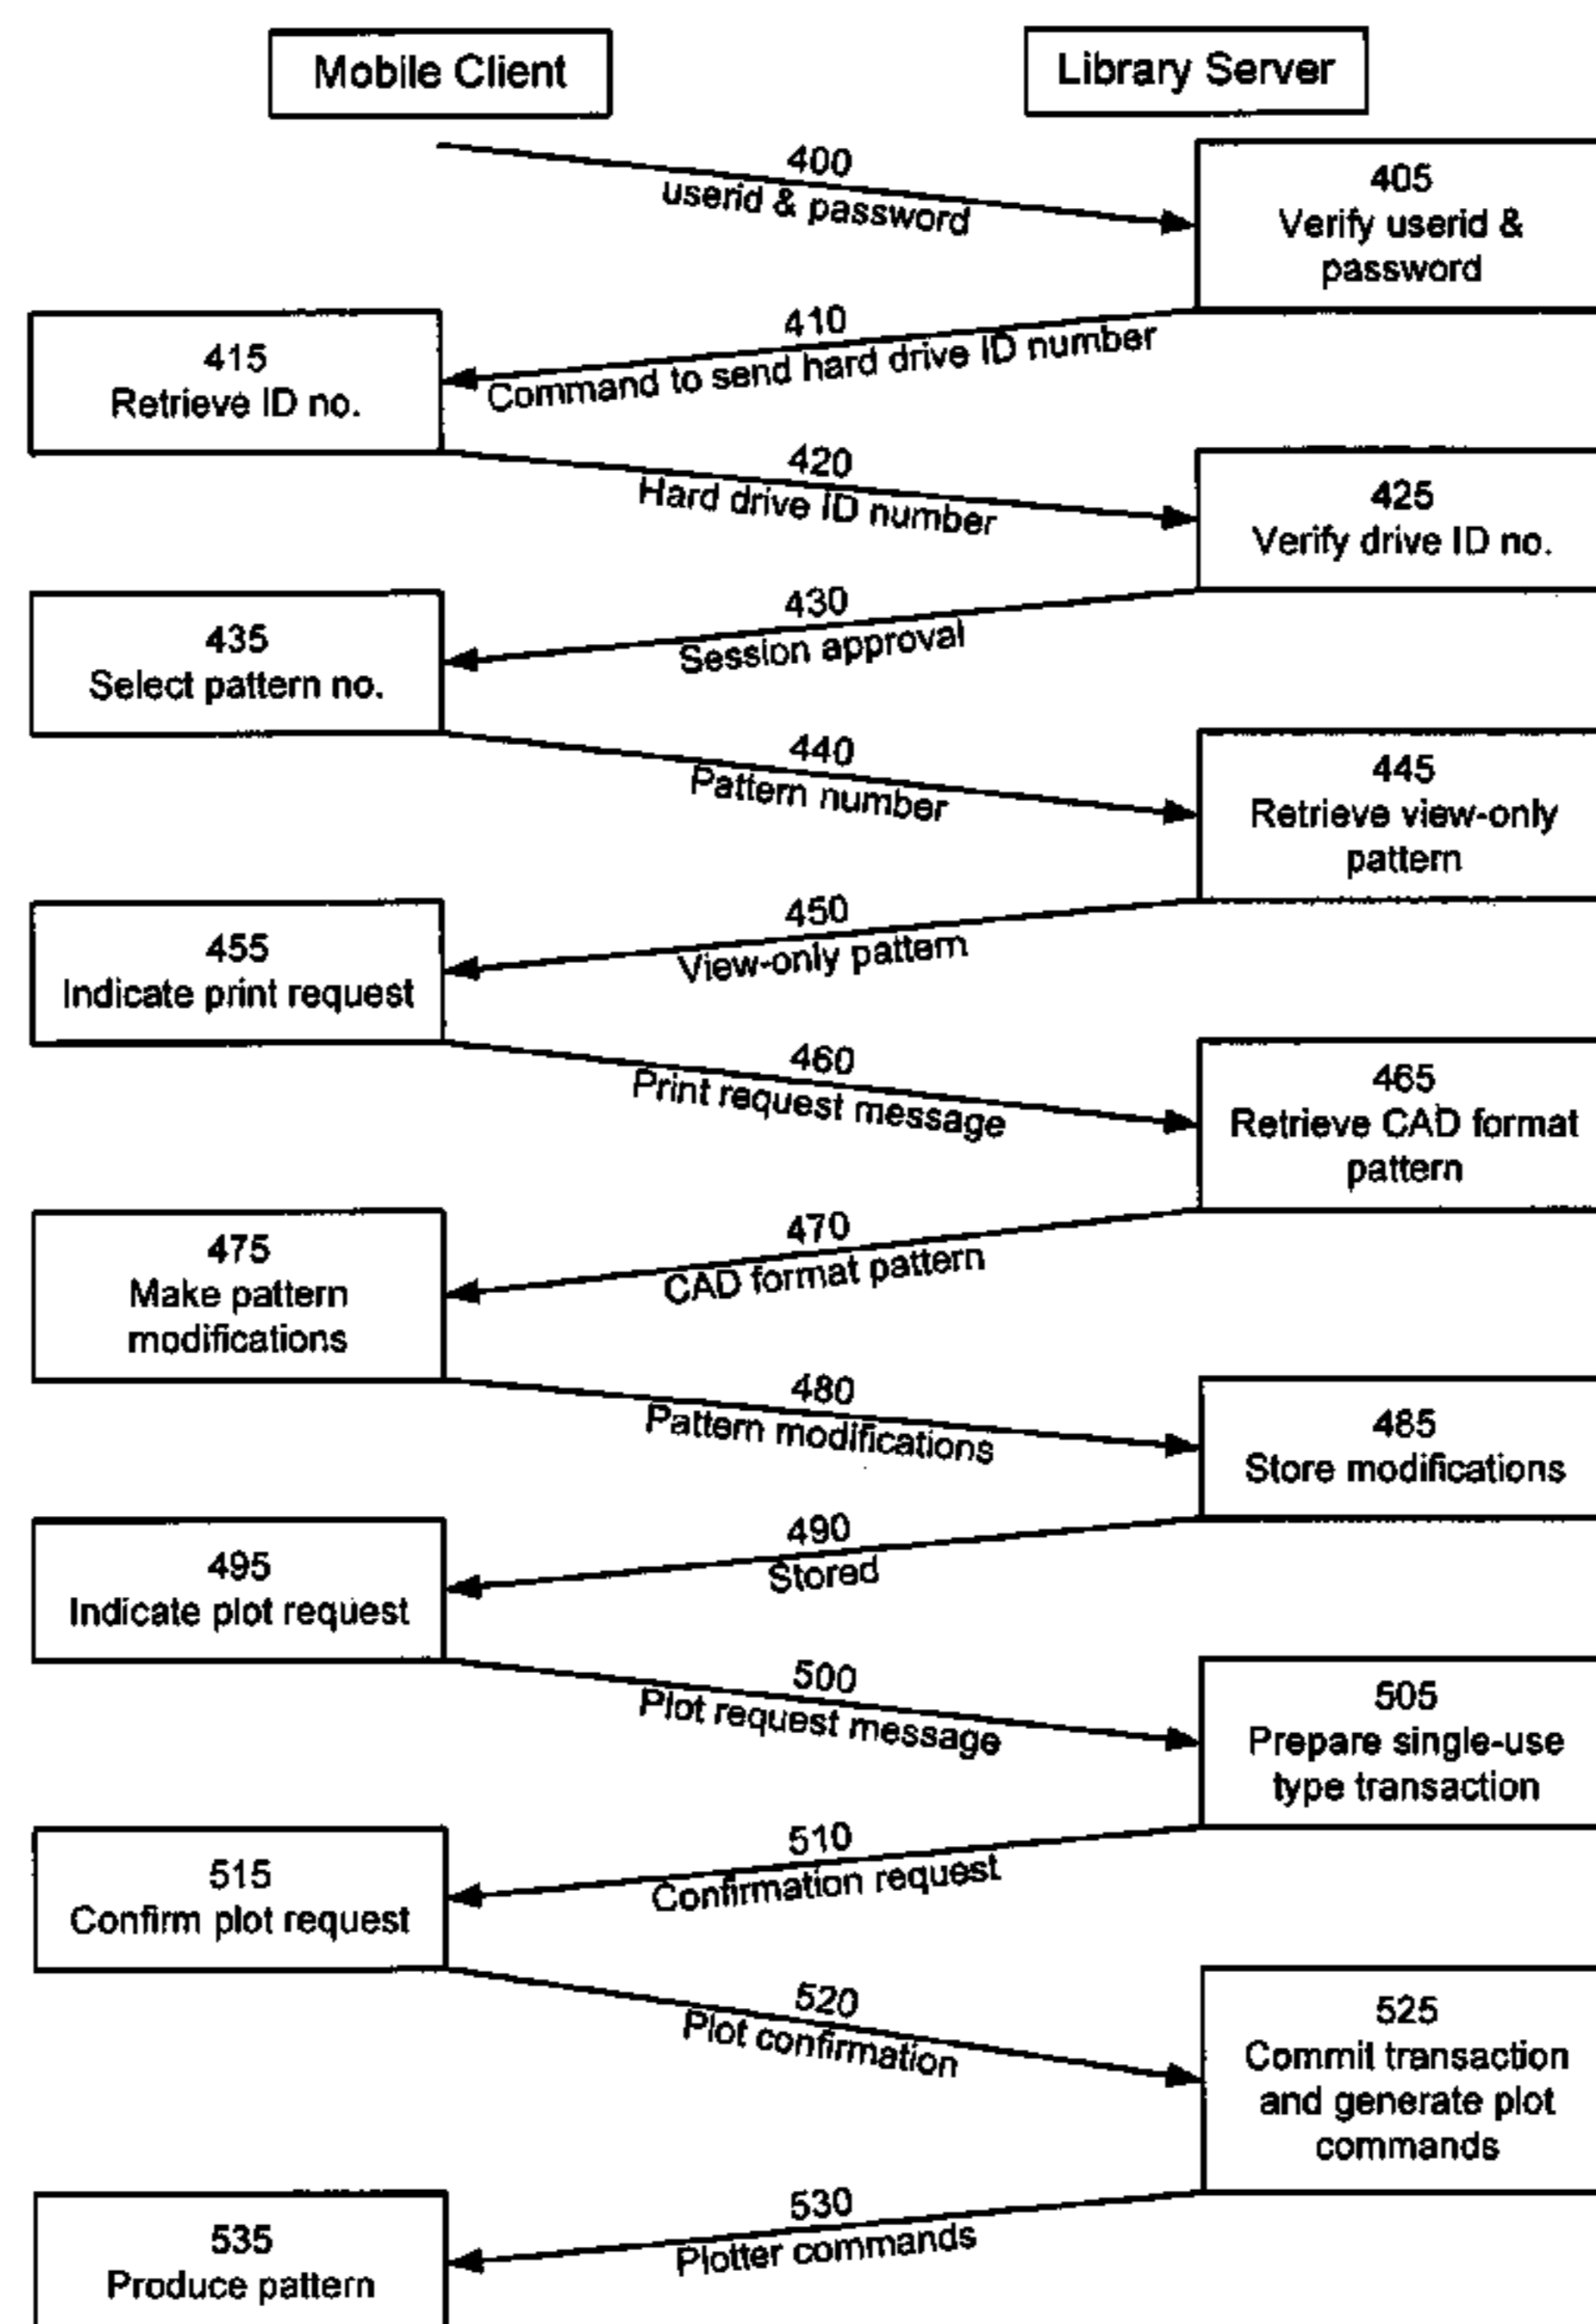 Mobile Client
Library Server
400
userid & password
405
Verify userid &
password
410
Command to send hard drive ID number
415
Retrieve ID no.
420
Hard drive ID number
425
Verify drive ID no.
430
Session approval
435
Select pattern no.
440
Pattern number
445
Retrieve view-only
pattern
450
View-only pattern
455
Indicate print request
460
Print request message
465
Retrieve CAD format
pattern
470
CAD format pattern
475
Make pattern
modifications
480
Pattern modifications
485
Store modifications
490
Stored
495
Indicate plot request
500
Plot request message
505
Prepare single-use
type transaction
510
Confirmation request
515
Confirm plot request
520
Plot confirmation
525
Commit transaction
and generate plot
commands
530
Plotter commands
535
Produce pattern